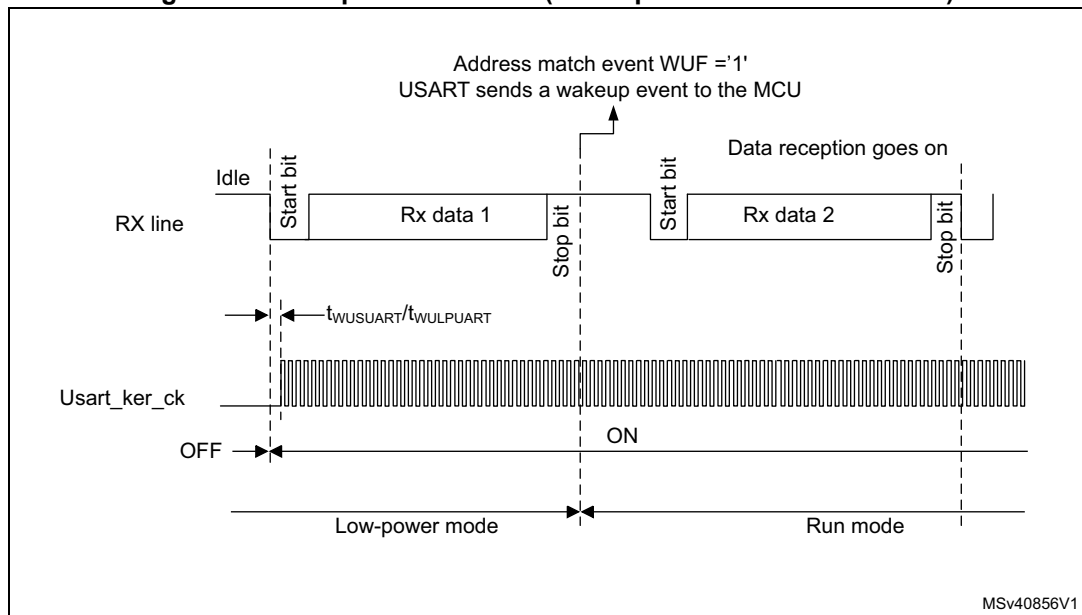 Address match event WUF ='1'
USART sends a wakeup event to the MCU
Data reception goes on
Idle
Start bit
Start bit
RX line
Rx data 1
Rx data 2
Stop bit
Stop bit
tWUSUART/tWULPUART
Usart_ker_ck
ON
OFF
Low-power mode
Run mode
MSv40856V1